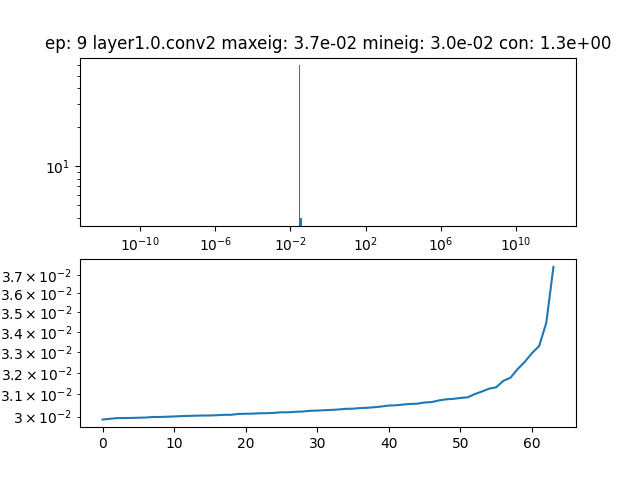 ep: 9 layer1.0.conv2 maxeig: 3.7e-02 mineig: 3.0e-02 con: 1.3e+00
10¹
10⁻¹⁰ 10⁻⁶ 10⁻² 10² 10⁶ 10¹⁰
3.7 × 10⁻²
3.6 × 10⁻²
3.5 × 10⁻²
3.4 × 10⁻²
3.3 × 10⁻²
3.2 × 10⁻²
3.1 × 10⁻²
3 × 10⁻²
0 10 20 30 40 50 60